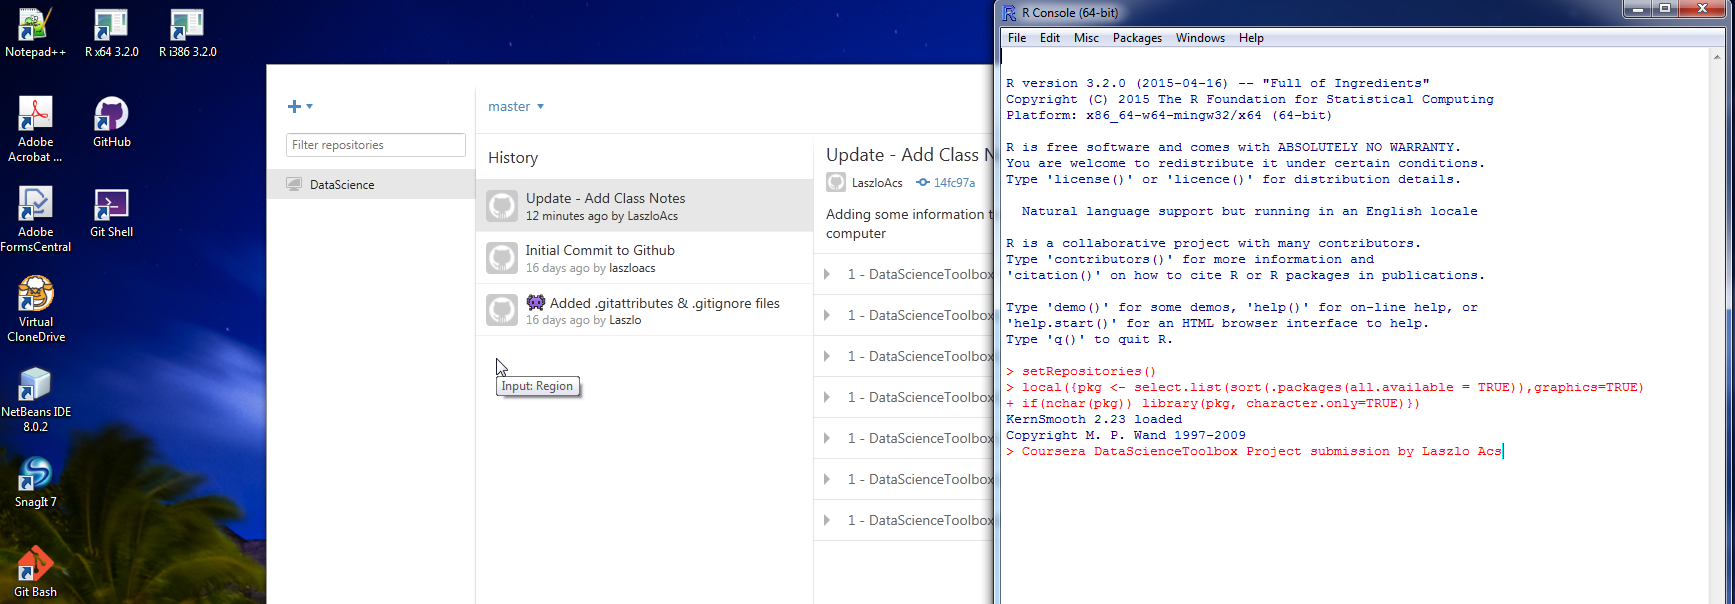 Notepad++
R x64 3.2.0
R i386 3.2.0
Adobe
Acrobat ...
GitHub
Adobe
FormsCentral
Git Shell
Virtual
CloneDrive
NetBeans IDE
8.0.2
SnagIt 7
Git Bash
Filter repositories
DataScience
master
History
Update - Add Class Notes
12 minutes ago by LaszloAcs
Initial Commit to Github
16 days ago by laszloacs
Added .gitattributes & .gitignore files
16 days ago by Laszlo
Input: Region
Update - Add Class N
LaszloAcs 14fc97a
Adding some information t
computer
1 - DataScienceToolbox
1 - DataScienceToolbox
1 - DataScienceToolbox
1 - DataScienceToolbox
1 - DataScienceToolbox
1 - DataScienceToolbox
1 - DataScienceToolbox
R Console (64-bit)
File Edit Misc Packages Windows Help
R version 3.2.0 (2015-04-16) -- "Full of Ingredients"
Copyright (C) 2015 The R Foundation for Statistical Computing
Platform: x86_64-w64-mingw32/x64 (64-bit)
R is free software and comes with ABSOLUTELY NO WARRANTY.
You are welcome to redistribute it under certain conditions.
Type 'license()' or 'licence()' for distribution details.
Natural language support but running in an English locale
R is a collaborative project with many contributors.
Type 'contributors()' for more information and
'citation()' on how to cite R or R packages in publications.
Type 'demo()' for some demos, 'help()' for on-line help, or
'help.start()' for an HTML browser interface to help.
Type 'q()' to quit R.
> setRepositories()
> local({pkg <- select.list(sort(.packages(all.available = TRUE)),graphics=TRUE)
+ if(nchar(pkg)) library(pkg, character.only=TRUE)})
KernSmooth 2.23 loaded
Copyright M. P. Wand 1997-2009
> Coursera DataScienceToolbox Project submission by Laszlo Acs